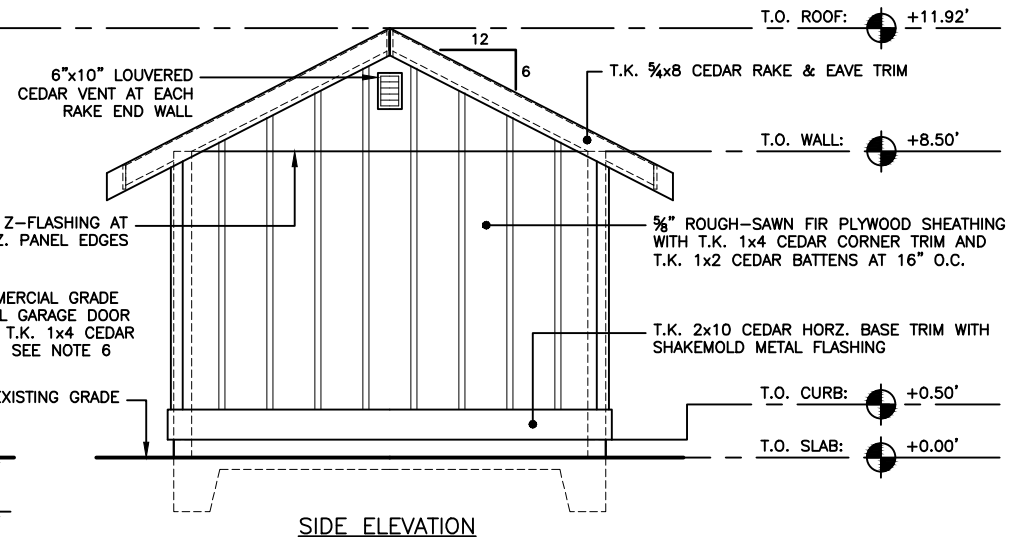 T.O. ROOF: +11.92'
12
6
6"x10" LOUVERED
CEDAR VENT AT EACH
RAKE END WALL
T.K. 5/4x8 CEDAR RAKE & EAVE TRIM
T.O. WALL: +8.50'
Z-FLASHING AT
Z. PANEL EDGES
5/8" ROUGH-SAWN FIR PLYWOOD SHEATHING
WITH T.K. 1x4 CEDAR CORNER TRIM AND
T.K. 1x2 CEDAR BATTENS AT 16" O.C.
MERCIAL GRADE
L GARAGE DOOR
T.K. 1x4 CEDAR
SEE NOTE 6
T.K. 2x10 CEDAR HORZ. BASE TRIM WITH
SHAKEMOLD METAL FLASHING
EXISTING GRADE
T.O. CURB: +0.50'
T.O. SLAB: +0.00'
SIDE ELEVATION